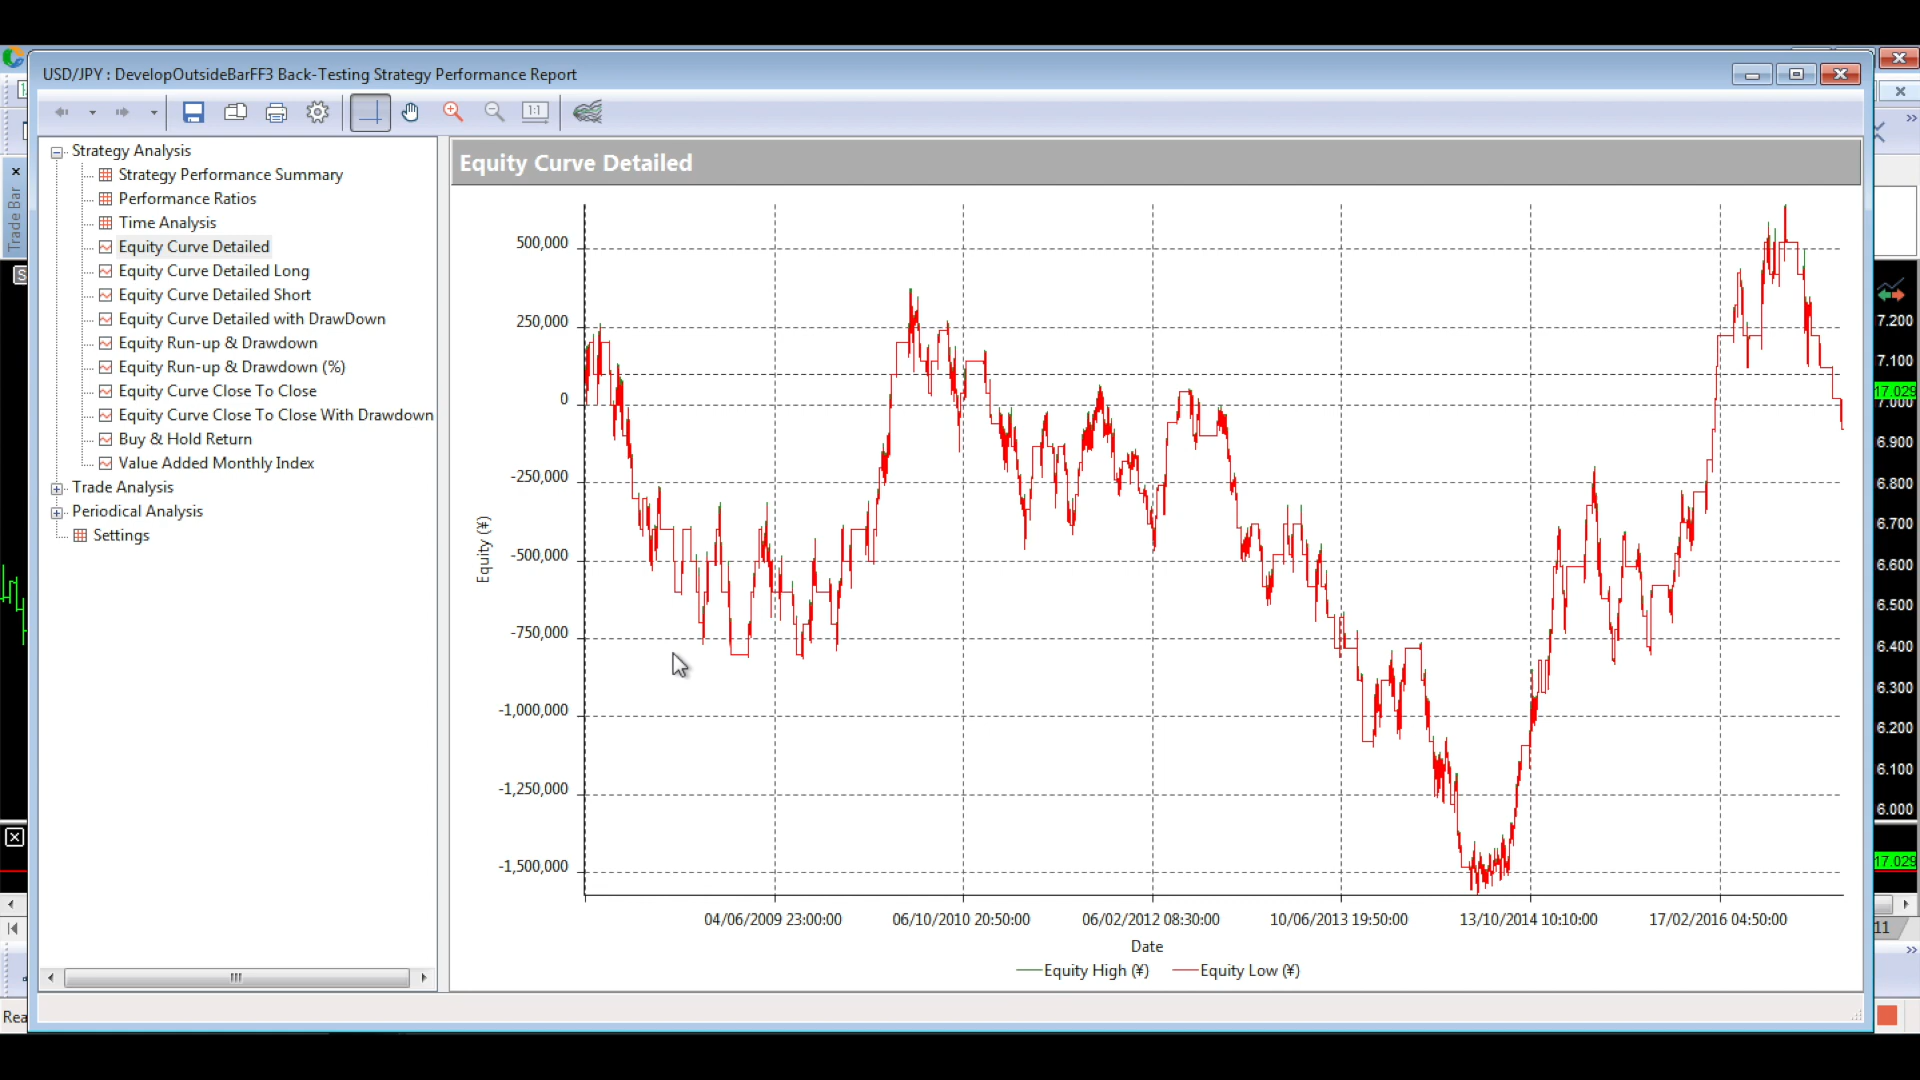 USD/JPY : DevelopOutsideBarFF3 Back-Testing Strategy Performance Report
1:1
Trade Bar
Strategy Analysis
Strategy Performance Summary
Performance Ratios
Time Analysis
Equity Curve Detailed
Equity Curve Detailed Long
Equity Curve Detailed Short
Equity Curve Detailed with DrawDown
Equity Run-up & Drawdown
Equity Run-up & Drawdown (%)
Equity Curve Close To Close
Equity Curve Close To Close With Drawdown
Buy & Hold Return
Value Added Monthly Index
Trade Analysis
Periodical Analysis
Settings
Equity Curve Detailed
500,000
250,000
0
-250,000
-500,000
-750,000
-1,000,000
-1,250,000
-1,500,000
Equity (¥)
04/06/2009 23:00:00
06/10/2010 20:50:00
06/02/2012 08:30:00
10/06/2013 19:50:00
13/10/2014 10:10:00
17/02/2016 04:50:00
Date
Equity High (¥)
Equity Low (¥)
7.200
7.100
17.029
7.000
6.900
6.800
6.700
6.600
6.500
6.400
6.300
6.200
6.100
6.000
17.029
11
Rea